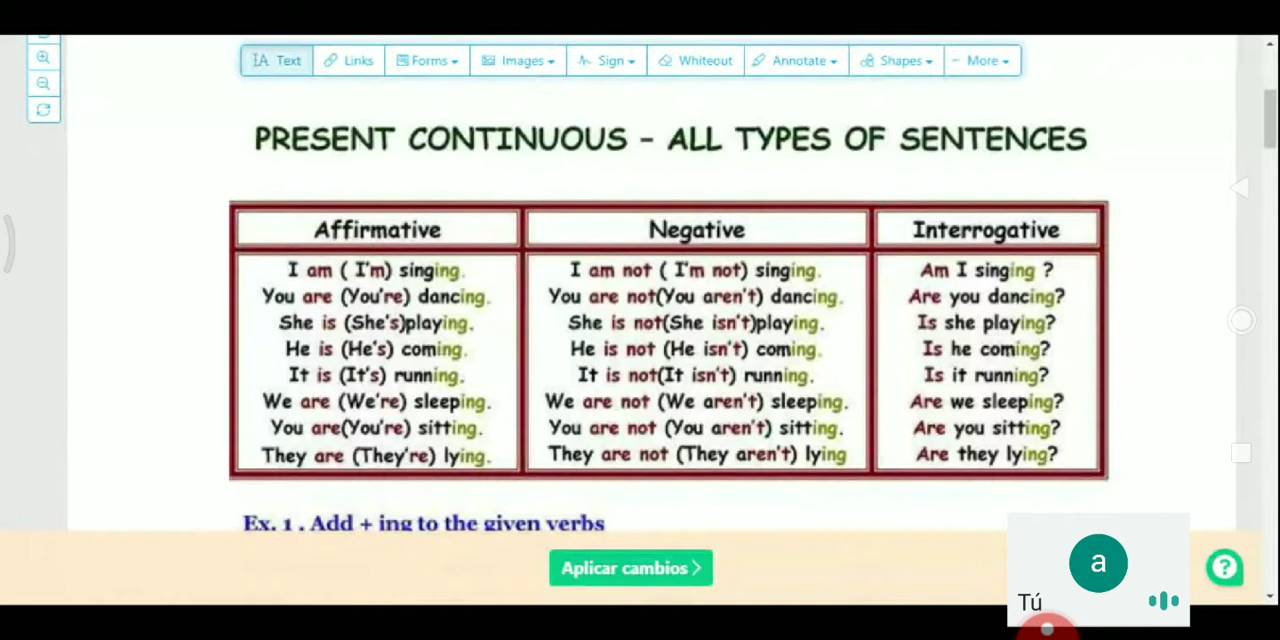 Text Links Forms Images Sign Whiteout Annotate Shapes More
PRESENT CONTINUOUS - ALL TYPES OF SENTENCES
Affirmative
I am ( I'm) singing.
You are (You're) dancing.
She is (She's)playing.
He is (He's) coming.
It is (It's) running.
We are (We're) sleeping.
You are(You're) sitting.
They are (They're) lying.
Negative
I am not ( I'm not) singing.
You are not(You aren't) dancing.
She is not(She isn't)playing.
He is not (He isn't) coming.
It is not(It isn't) running.
We are not (We aren't) sleeping.
You are not (You aren't) sitting.
They are not (They aren't) lying
Interrogative
Am I singing ?
Are you dancing?
Is she playing?
Is he coming?
Is it running?
Are we sleeping?
Are you sitting?
Are they lying?
Ex. 1 . Add + ing to the given verbs
Aplicar cambios
a
Tú
?